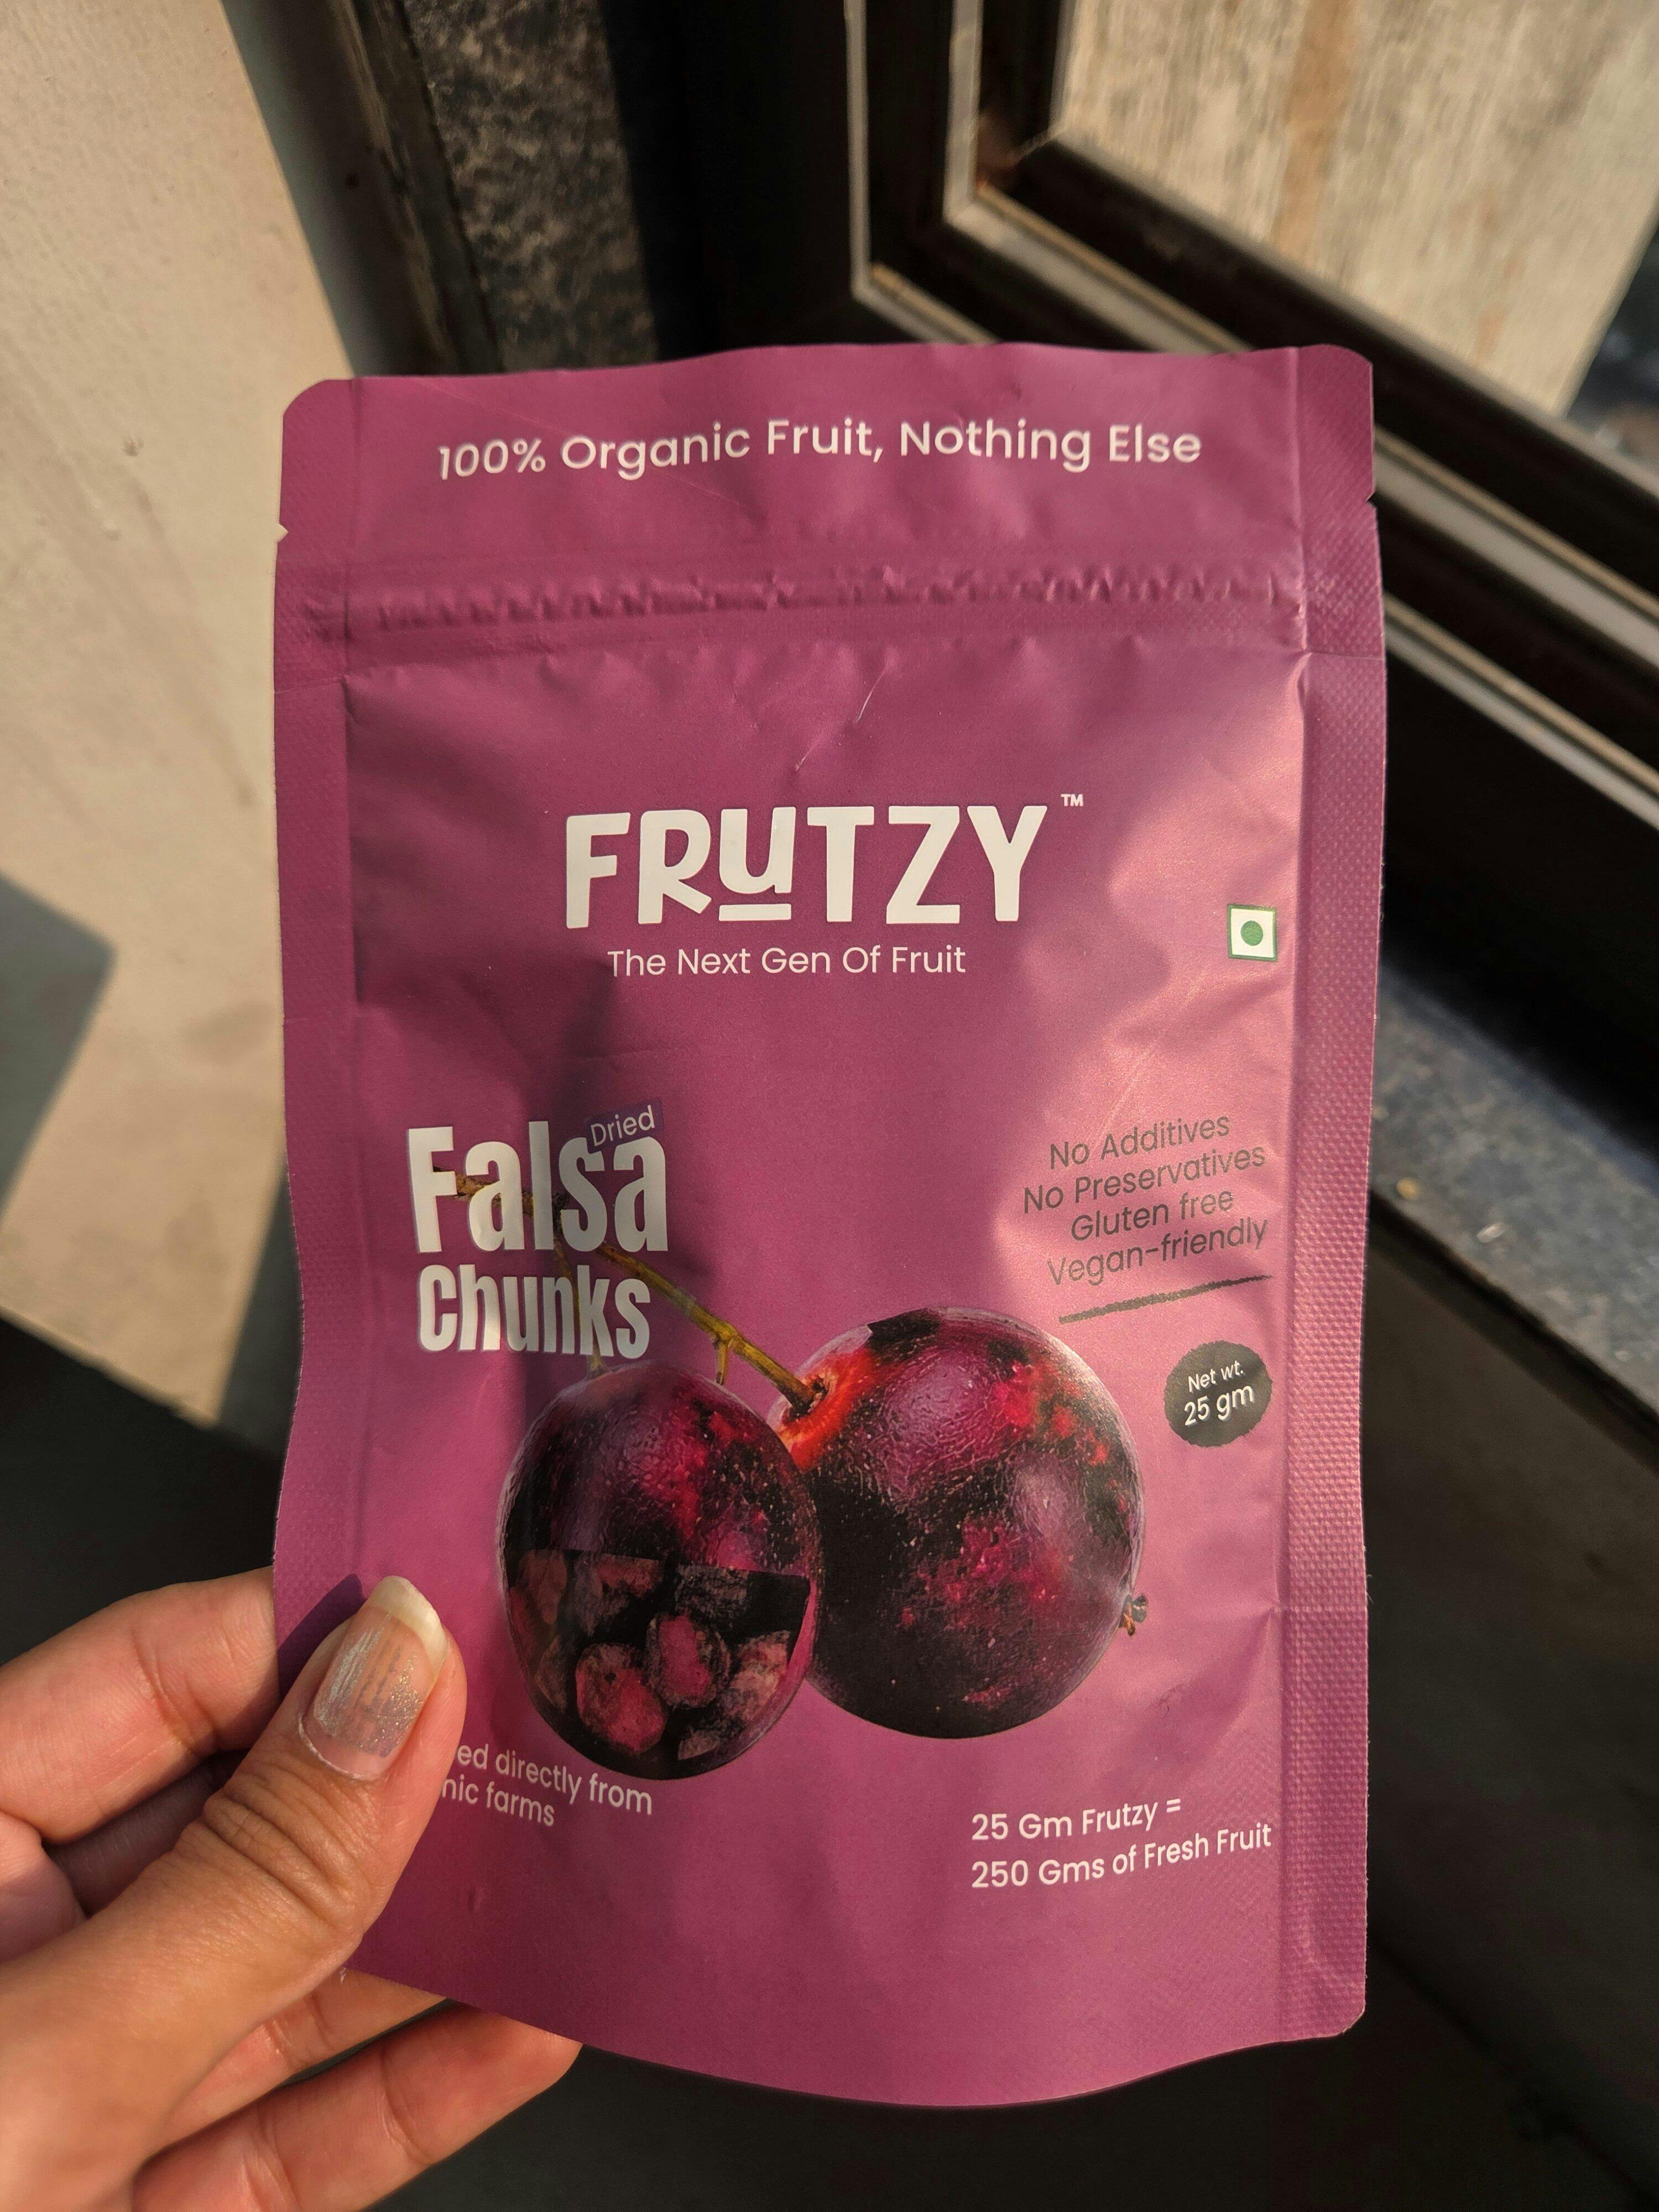 100% Organic Fruit, Nothing Else
FRUTZY™
The Next Gen Of Fruit
Dried
Falsa
Chunks
No Additives
No Preservatives
Gluten free
Vegan-friendly
Net wt.
25 gm
directly from
farms
25 Gm Frutzy =
250 Gms of Fresh Fruit